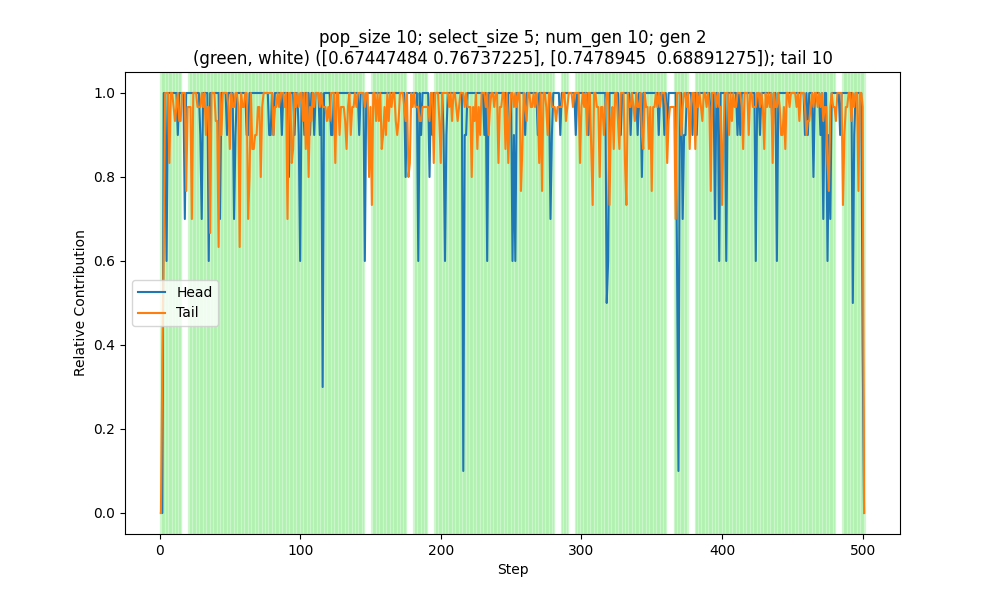 pop_size 10; select_size 5; num_gen 10; gen 2
(green, white) ([0.67447484 0.76737225], [0.7478945  0.68891275]); tail 10
1.0
0.8
0.6
0.4
0.2
0.0
Relative Contribution
Head
Tail
0 100 200 300 400 500
Step